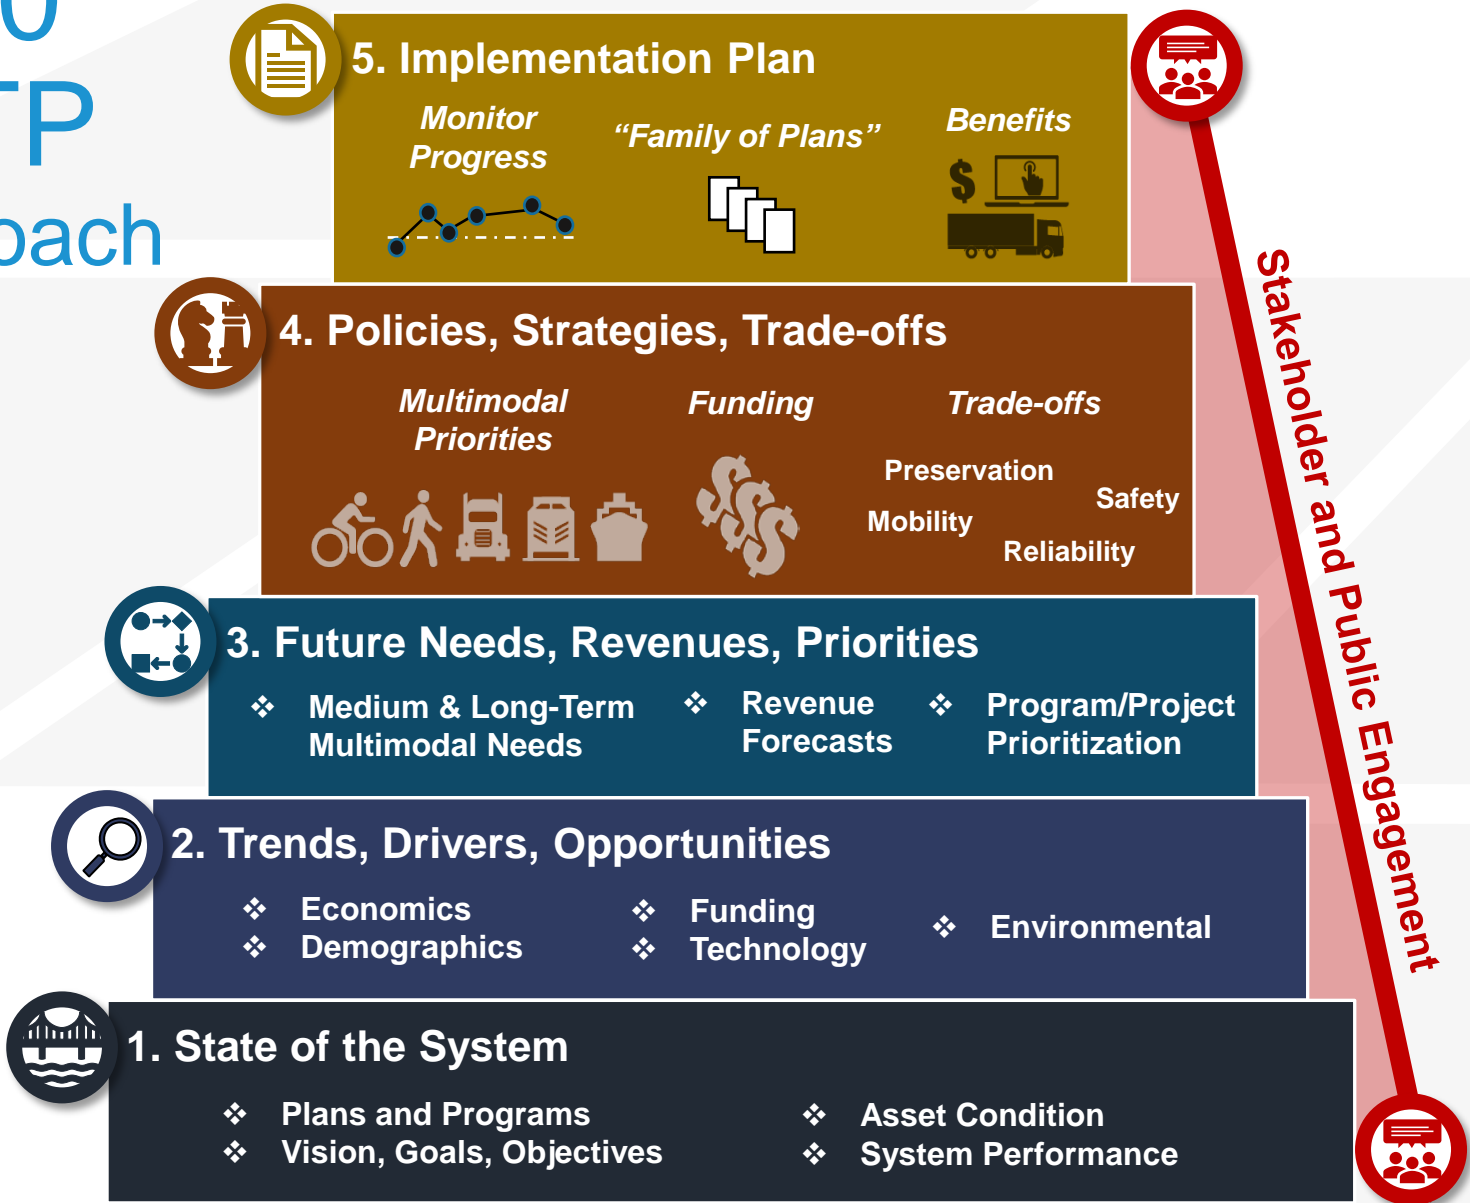 5. Implementation Plan
Monitor
Progress
“Family of Plans”
Benefits
$
4. Policies, Strategies, Trade-offs
Multimodal
Priorities
Funding
$$$
Trade-offs
Preservation
Safety
Mobility
Reliability
3. Future Needs, Revenues, Priorities
❖ Medium & Long-Term
Multimodal Needs
❖ Revenue
Forecasts
❖ Program/Project
Prioritization
2. Trends, Drivers, Opportunities
❖ Economics
❖ Demographics
❖ Funding
❖ Technology
❖ Environmental
1. State of the System
❖ Plans and Programs
❖ Vision, Goals, Objectives
❖ Asset Condition
❖ System Performance
Stakeholder and Public Engagement